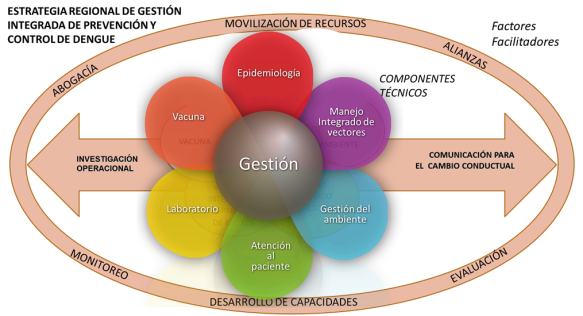 ESTRATEGIA REGIONAL DE GESTIÓN
INTEGRADA DE PREVENCIÓN Y
CONTROL DE DENGUE
MOVILIZACIÓN DE RECURSOS
Factores
Facilitadores
ABOGACÍA
ALIANZAS
Epidemiología
COMPONENTES
TÉCNICOS
Vacuna
Manejo
Integrado de
vectores
VACUNA
INVESTIGACIÓN
OPERACIONAL
Gestión
COMUNICACIÓN PARA
EL CAMBIO CONDUCTUAL
Laboratorio
Gestión del
ambiente
Atención
al
paciente
MONITOREO
EVALUACIÓN
DESARROLLO DE CAPACIDADES